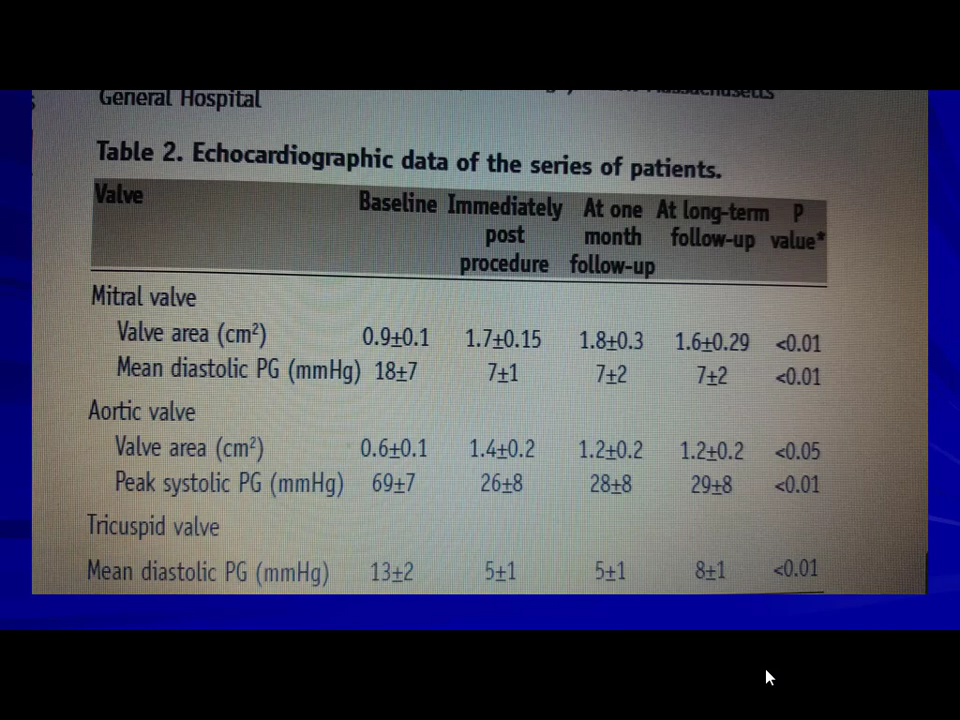 General Hospital Massachusetts
Table 2. Echocardiographic data of the series of patients.
Valve Baseline Immediately post procedure At one month follow-up At long-term follow-up P value*
Mitral valve
Valve area (cm²) 0.9±0.1 1.7±0.15 1.8±0.3 1.6±0.29 <0.01
Mean diastolic PG (mmHg) 18±7 7±1 7±2 7±2 <0.01
Aortic valve
Valve area (cm²) 0.6±0.1 1.4±0.2 1.2±0.2 1.2±0.2 <0.05
Peak systolic PG (mmHg) 69±7 26±8 28±8 29±8 <0.01
Tricuspid valve
Mean diastolic PG (mmHg) 13±2 5±1 5±1 8±1 <0.01